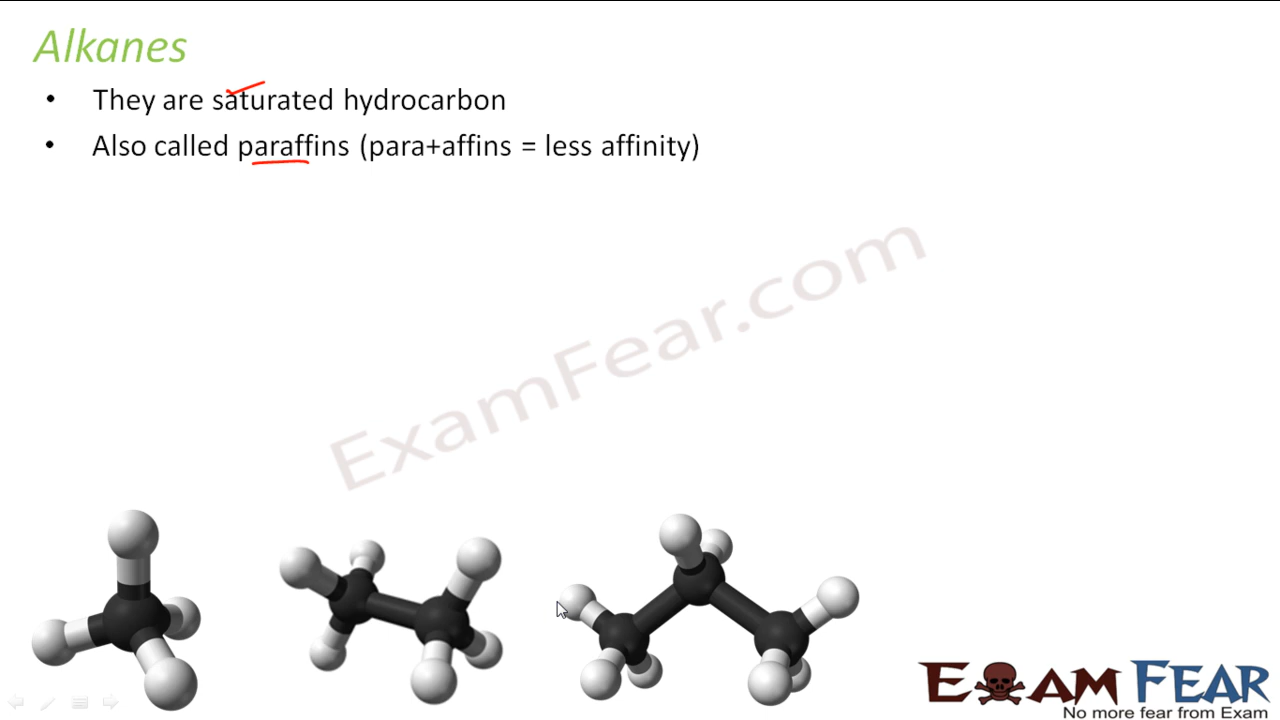 Alkanes
• They are saturated hydrocarbon
• Also called paraffins (para+affins = less affinity)
ExamFear.com
EXAM FEAR
No more fear from Exam